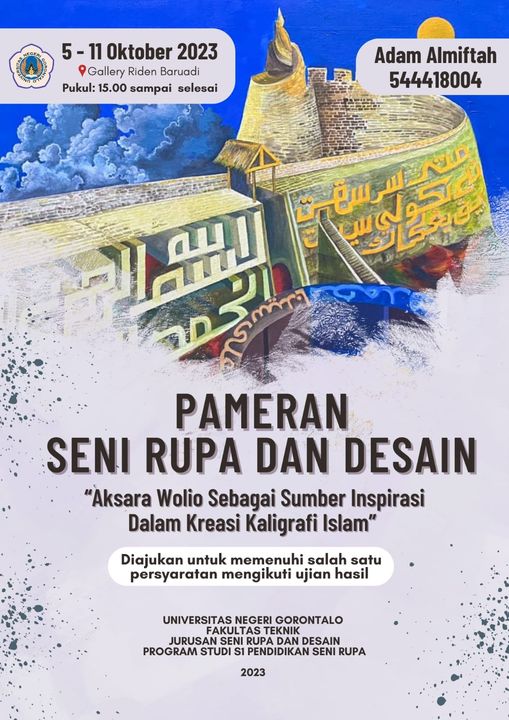 5 - 11 Oktober 2023
Gallery Riden Baruadi
Pukul: 15.00 sampai selesai
Adam Almiftah
544418004
PAMERAN
SENI RUPA DAN DESAIN
“Aksara Wolio Sebagai Sumber Inspirasi
Dalam Kreasi Kaligrafi Islam”
Diajukan untuk memenuhi salah satu
persyaratan mengikuti ujian hasil
UNIVERSITAS NEGERI GORONTALO
FAKULTAS TEKNIK
JURUSAN SENI RUPA DAN DESAIN
PROGRAM STUDI S1 PENDIDIKAN SENI RUPA
2023